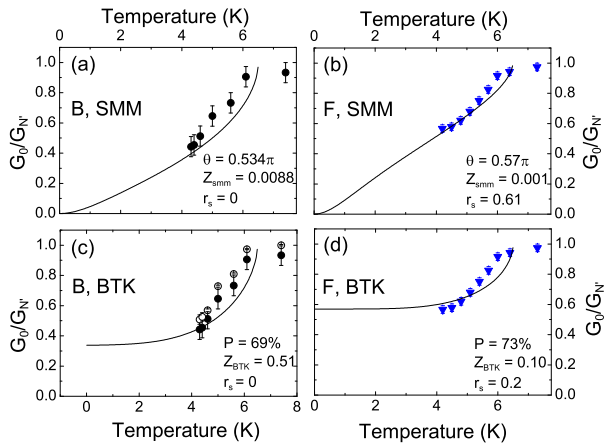 Temperature (K) Temperature (K)
0 2 4 6 0 2 4 6
(a) (b)
B, SMM F, SMM
G0/GN' G0/GN'
1.0
0.8
0.6
0.4
0.2
0.0
1.0
0.8
0.6
0.4
0.2
0.0
θ = 0.534π
Zsmm = 0.0088
rs = 0
θ = 0.57π
Zsmm = 0.001
rs = 0.61
(c) (d)
B, BTK F, BTK
G0/GN' G0/GN'
1.0
0.8
0.6
0.4
0.2
0.0
1.0
0.8
0.6
0.4
0.2
0.0
P = 69%
ZBTK = 0.51
rs = 0
P = 73%
ZBTK = 0.10
rs = 0.2
0 2 4 6 8 0 2 4 6 8
Temperature (K) Temperature (K)